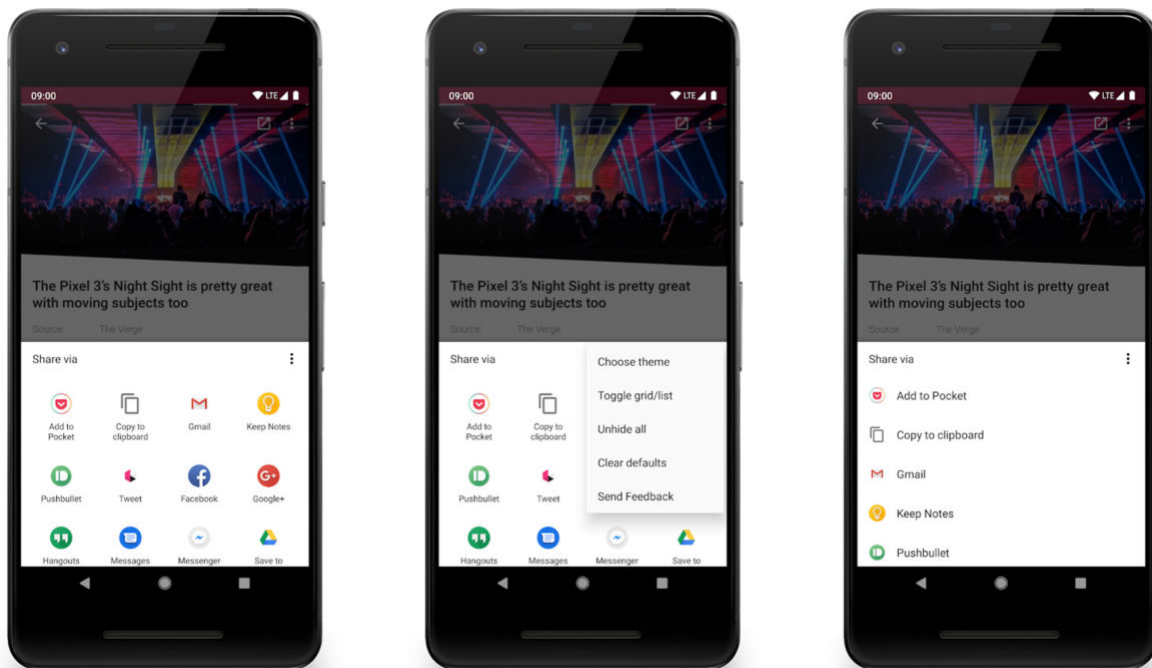 09:00
LTE
The Pixel 3's Night Sight is pretty great
with moving subjects too
Source: The Verge
Share via
Add to
Pocket
Copy to
clipboard
Gmail
Keep Notes
Pushbullet
Tweet
Facebook
G+
Google+
Hangouts
Messages
Messenger
Save to
09:00
LTE
The Pixel 3's Night Sight is pretty great
with moving subjects too
Source: The Verge
Share via
Add to
Pocket
Copy to
clipboard
Pushbullet
Tweet
Choose theme
Toggle grid/list
Unhide all
Clear defaults
Send Feedback
Hangouts
Messages
Messenger
Save to
09:00
LTE
The Pixel 3's Night Sight is pretty great
with moving subjects too
Source: The Verge
Share via
Add to Pocket
Copy to clipboard
Gmail
Keep Notes
Pushbullet